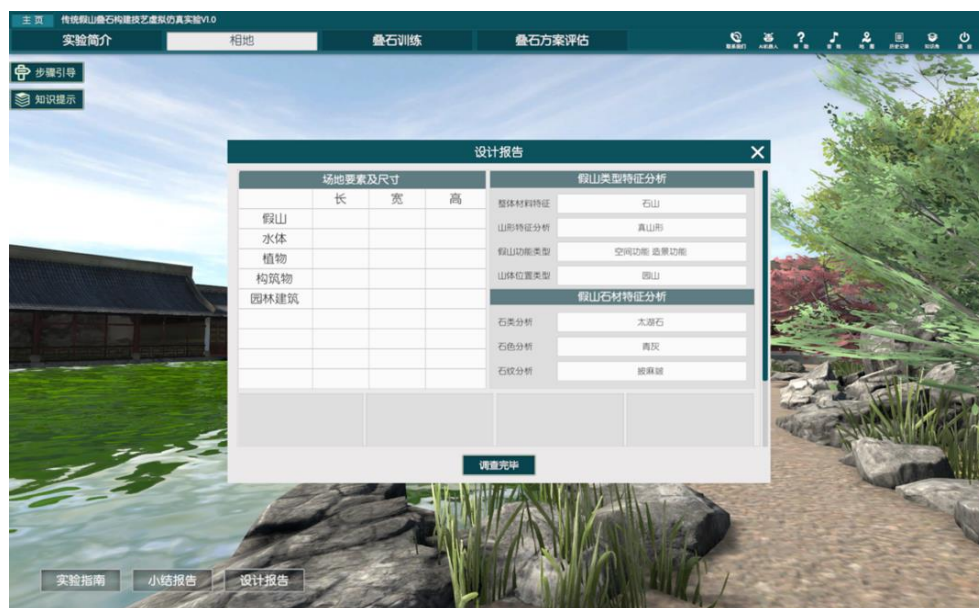 主页 传统假山叠石构建技艺虚拟仿真实验V1.0
实验简介 相地 叠石训练 叠石方案评估
步骤引导
知识提示
设计报告
场地要素及尺寸
长 宽 高
假山
水体
植物
构筑物
园林建筑
假山类型特征分析
整体材料特征 石山
山形特征分析 真山形
假山功能类型 空间功能 造景功能
山体位置类型 园山
假山石材特征分析
石类分析 太湖石
石色分析 青灰
石纹分析 披麻皴
调查完毕
实验指南 小结报告 设计报告